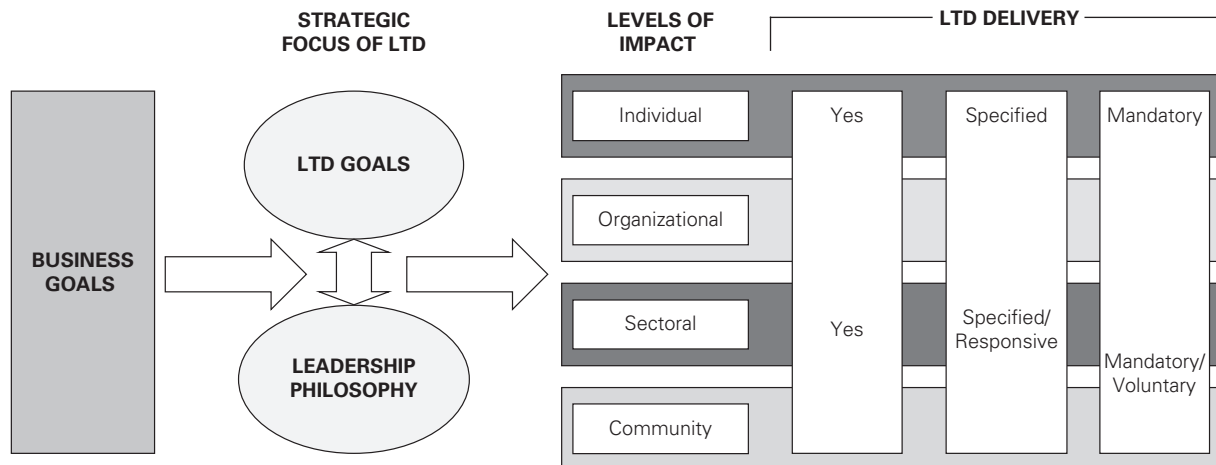 STRATEGIC
FOCUS OF LTD
LEVELS OF
IMPACT
LTD DELIVERY
BUSINESS
GOALS
LTD GOALS
LEADERSHIP
PHILOSOPHY
Individual
Yes
Specified
Mandatory
Organizational
Sectoral
Yes
Specified/
Responsive
Mandatory/
Voluntary
Community